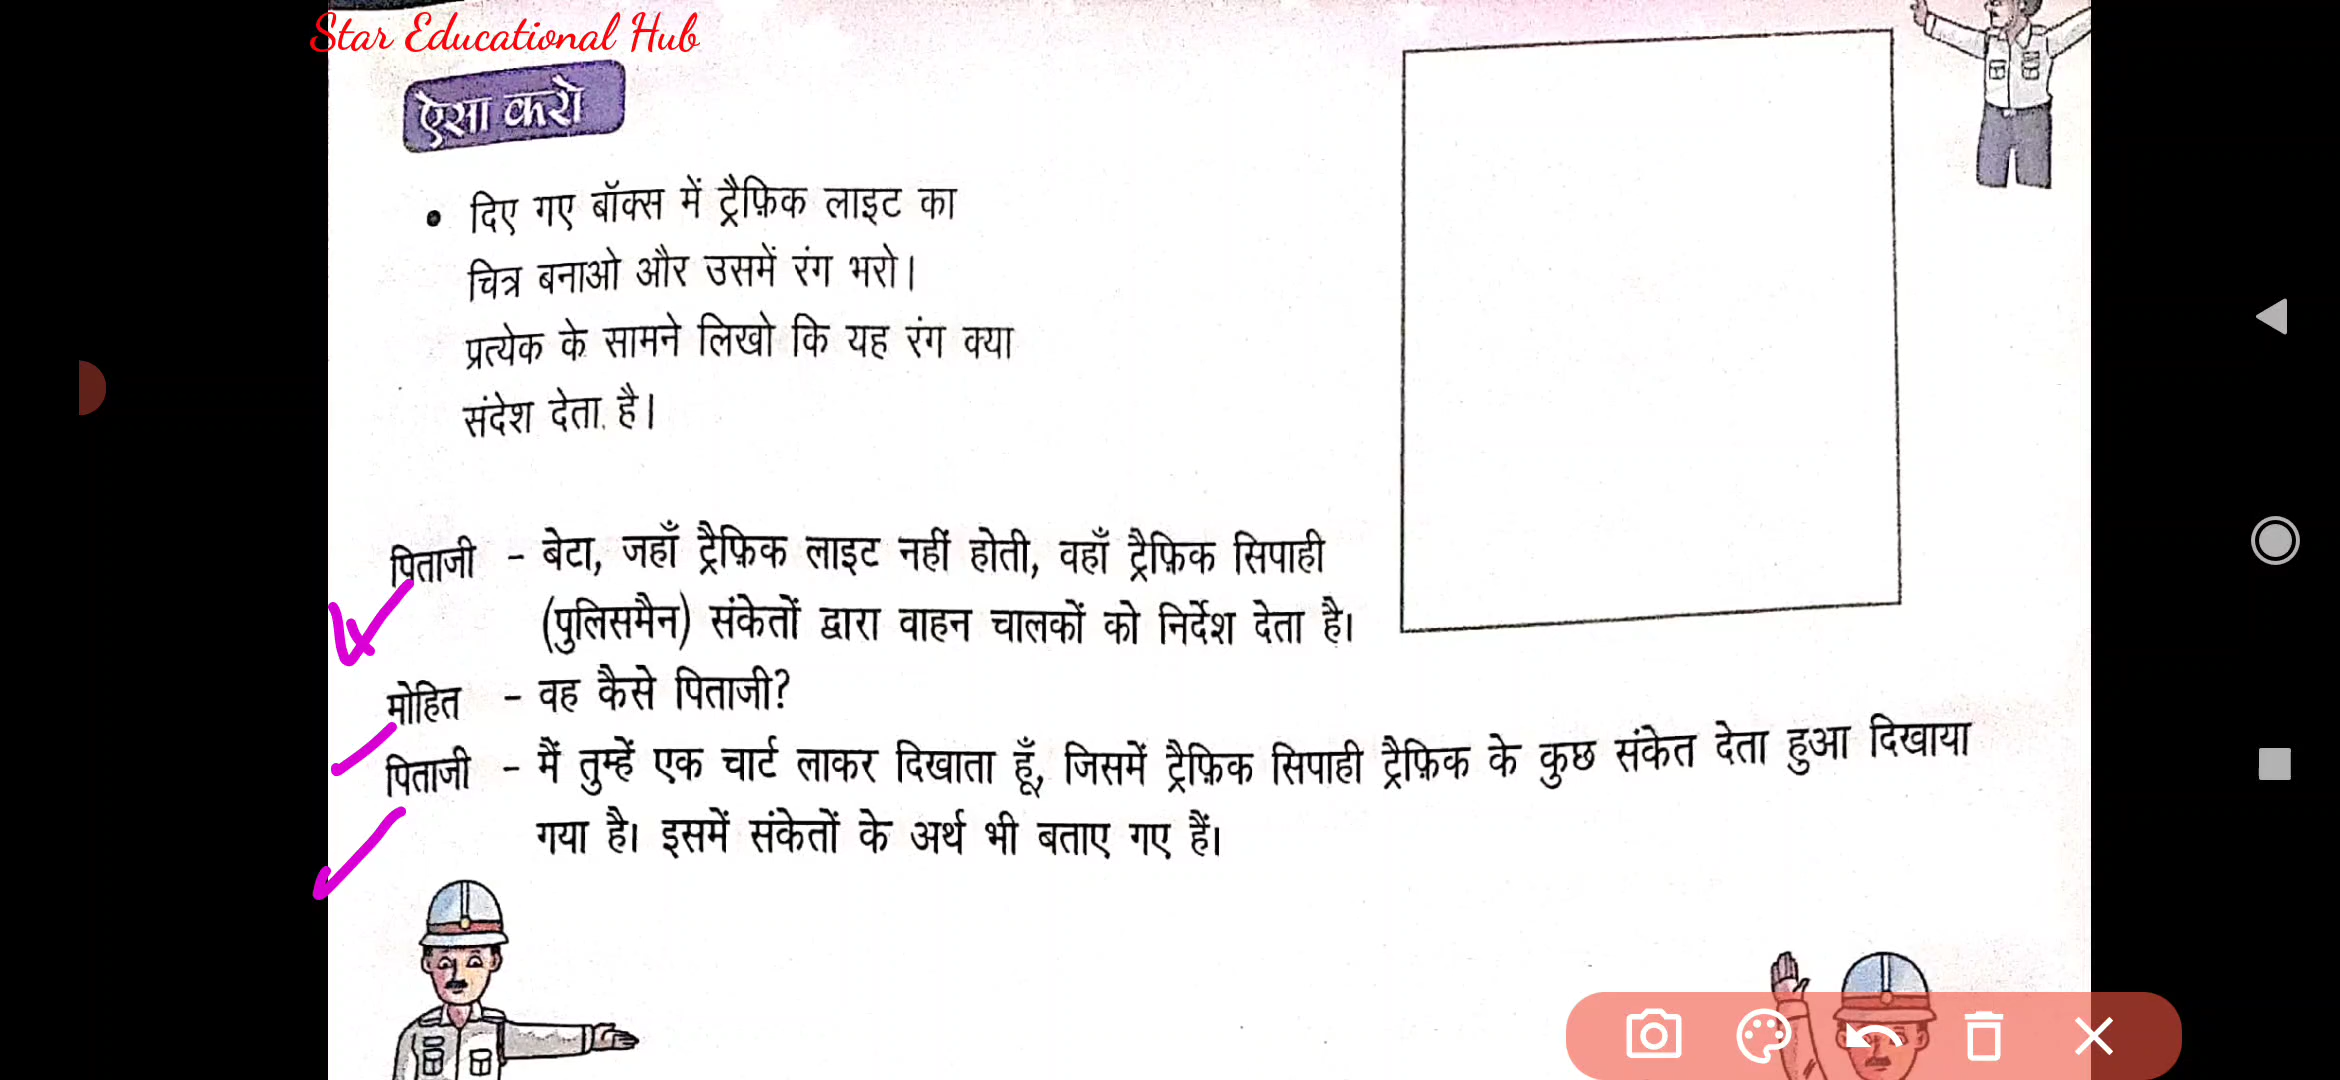 Star Educational Hub
ऐसा करो
• दिए गए बॉक्स में ट्रैफ़िक लाइट का
चित्र बनाओ और उसमें रंग भरो।
प्रत्येक के सामने लिखो कि यह रंग क्या
संदेश देता है।
पिताजी - बेटा, जहाँ ट्रैफ़िक लाइट नहीं होती, वहाँ ट्रैफ़िक सिपाही
(पुलिसमैन) संकेतों द्वारा वाहन चालकों को निर्देश देता है।
मोहित - वह कैसे पिताजी?
पिताजी - मैं तुम्हें एक चार्ट लाकर दिखाता हूँ, जिसमें ट्रैफ़िक सिपाही ट्रैफ़िक के कुछ संकेत देता हुआ दिखाया
गया है। इसमें संकेतों के अर्थ भी बताए गए हैं।